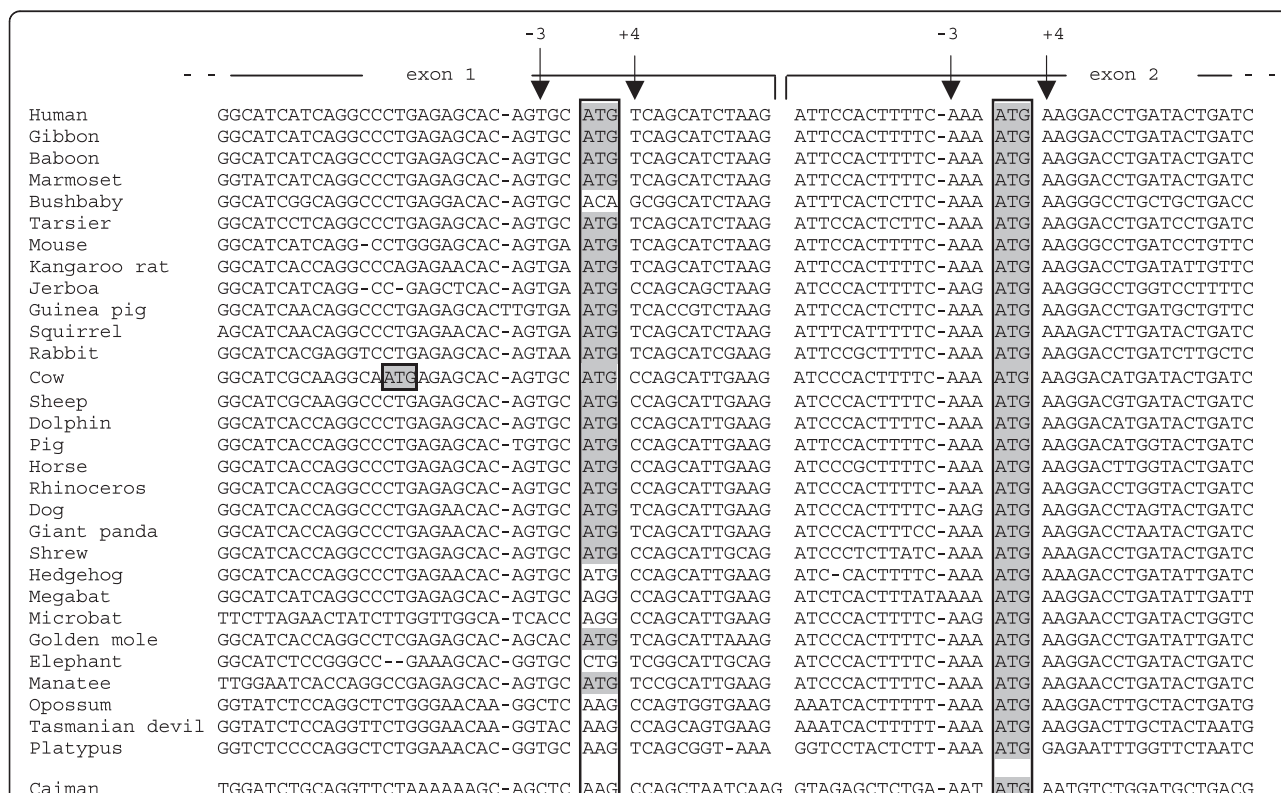 -3 +4 -3 +4
- - exon 1 exon 2 - -
Human GGCATCATCAGGCCCTGAGAGCAC-AGTGC ATG TCAGCATCTAAG ATTCCACTTTTC-AAA ATG AAGGACCTGATACTGATC
Gibbon GGCATCATCAGGCCCTGAGAGCAC-AGTGC ATG TCAGCATCTAAG ATTCCACTTTTC-AAA ATG AAGGACCTGATACTGATC
Baboon GGCATCATCAGGCCCTGAGAGCAC-AGTGC ATG TCAGCATCTAAG ATTCCACTTTTC-AAA ATG AAGGACCTGATACTGATC
Marmoset GGTATCATCAGGCCCTGAGAGCAC-AGTGC ATG TCAGCATCTAAG ATTCCACTTTTC-AAA ATG AAGGACCTGATACTGATC
Bushbaby GGCATCGGCAGGCCCTGAGGACAC-AGTGC ACA GCGGCATCTAAG ATTTCACTCTTC-AAA ATG AAGGGCCTGCTGCTGACC
Tarsier GGCATCCTCAGGCCCTGAGAGCAC-AGTGC ATG TCAGCATCTAAG ATTCCACTCTTC-AAA ATG AAGGACCTGATCCTGATC
Mouse GGCATCATCAGG-CCTGGGAGCAC-AGTGA ATG TCAGCATCTAAG ATTCCACTTTTC-AAA ATG AAGGGCCTGATCCTGTTC
Kangaroo rat GGCATCACCAGGCCCAGAGAACAC-AGTGA ATG TCAGCATCTAAG ATTCCACTTTTC-AAA ATG AAGGACCTGATATTGTTC
Jerboa GGCATCATCAGG-CC-GAGCTCAC-AGTGA ATG CCAGCAGCTAAG ATCCCACTTTTC-AAG ATG AAGGGCCTGGTCCTTTTC
Guinea pig GGCATCAACAGGCCCTGAGAGCACTTGTGA ATG TCACCGTCTAAG ATTCCACTCTTC-AAA ATG AAGGACCTGATGCTGTTC
Squirrel AGCATCAACAGGCCCTGAGAACAC-AGTGA ATG TCAGCATCTAAG ATTTCATTTTTC-AAA ATG AAAGACTTGATACTGATC
Rabbit GGCATCACGAGGTCCTGAGAGCAC-AGTAA ATG TCAGCATCGAAG ATTCCGCTTTTC-AAA ATG AAGGACCTGATCTTGCTC
Cow GGCATCGCAAGGCAATGAGAGCAC-AGTGC ATG CCAGCATTGAAG ATCCCACTTTTC-AAA ATG AAGGACATGATACTGATC
Sheep GGCATCGCAAGGCCCTGAGAGCAC-AGTGC ATG CCAGCATTGAAG ATCCCACTTTTC-AAA ATG AAGGACGTGATACTGATC
Dolphin GGCATCACCAGGCCCTGAGAGCAC-AGTGC ATG CCAGCATTGAAG ATCCCACTTTTC-AAA ATG AAGGACATGATACTGATC
Pig GGCATCACCAGGCCCTGAGAGCAC-TGTGC ATG CCAGCATTGAAG ATTCCACTTTTC-AAA ATG AAGGACATGGTACTGATC
Horse GGCATCACCAGGCCCTGAGAGCAC-AGTGC ATG CCAGCATTGAAG ATCCCGCTTTTC-AAA ATG AAGGACTTGGTACTGATC
Rhinoceros GGCATCACCAGGCCCTGAGAGCAC-AGTGC ATG CCAGCATTGAAG ATCCCACTTTTC-AAA ATG AAGGACCTGGTACTGATC
Dog GGCATCACCAGGCCCTGAGAACAC-AGTGC ATG CCAGCATTGAAG ATCCCACTTTTC-AAG ATG AAGGACCTAGTACTGATC
Giant panda GGCATCACCAGGCCCTGAGAACAC-AGTGC ATG TCAGCATTGAAG ATCCCACTTTCC-AAA ATG AAGGACCTAATACTGATC
Shrew GGCATCACCAGGCCCTGAGAGCAC-AGTGC ATG CCAGCATTGCAG ATCCCTCTTATC-AAA ATG AAAGACCTGATACTGATC
Hedgehog GGCATCACCAGGCCCTGAGAACAC-AGTGC ATG CCAGCATTGAAG ATC-CACTTTTC-AAA ATG AAAGACCTGATATTGATC
Megabat GGCATCATCAGGCCCTGAGAGCAC-AGTGC AGG CCAGCATTGAAG ATCTCACTTTATAAAA ATG AAGGACCTGATATTGATT
Microbat TTCTTAGAACTATCTTGGTTGGCA-TCACC AGG CCAGCATTGAAG ATCCCACTTTTC-AAG ATG AAGAACCTGATACTGGTC
Golden mole GGCATCACCAGGCCTCGAGAGCAC-AGCAC ATG TCAGCATTAAAG ATCCCACTTTTC-AAA ATG AAGGACCTGATATTGATC
Elephant GGCATCTCCGGGCC--GAAAGCAC-GGTGC CTG TCGGCATTGCAG ATCCCACTTTTC-AAA ATG AAGGACCTGATACTGATC
Manatee TTGGAATCACCAGGCCGAGAGCAC-AGTGC ATG TCCGCATTGAAG ATCCCACTTTTC-AAA ATG AAGAACCTGATACTGATC
Opossum GGTATCTCCAGGCTCTGGGAACAA-GGCTC AAG CCAGTGGTGAAG AAATCACTTTTT-AAA ATG AAGGACTTGCTACTGATG
Tasmanian devil GGTATCTCCAGGTTCTGGGAACAA-GGTAC AAG CCAGCAGTGAAG AAATCACTTTTT-AAA ATG AAGGACTTGCTACTAATG
Platypus GGTCTCCCCAGGCTCTGGAAACAC-GGTGC AAG TCAGCGGT-AAA GGTCCTACTCTT-AAA ATG GAGAATTTGGTTCTAATC
Caiman TGGATCTGCAGGTTCTAAAAAAGC-AGCTC AAG CCAGCTAATCAAG GTAGAGCTCTGA-AAT ATG AATGTCTGGATGCTGACG